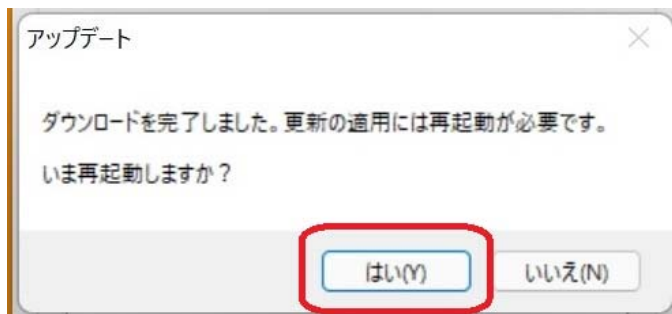 アップデート
ダウンロードを完了しました。更新の適用には再起動が必要です。
いま再起動しますか？
はい(Y)
いいえ(N)